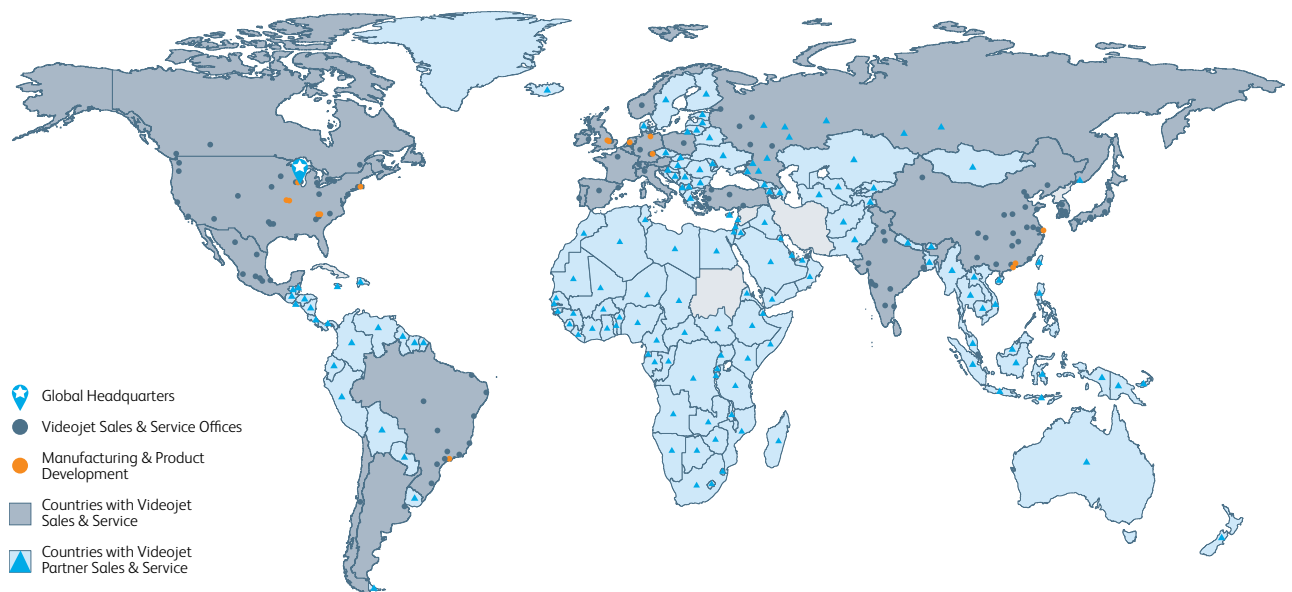 Global Headquarters
Videojet Sales & Service Offices
Manufacturing & Product
Development
Countries with Videojet
Sales & Service
Countries with Videojet
Partner Sales & Service